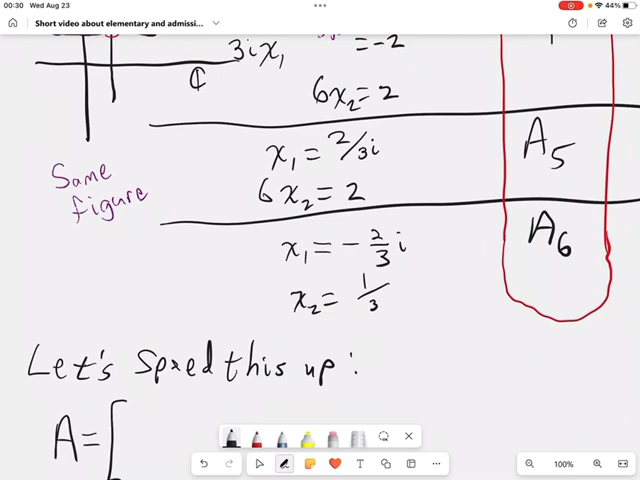 00:30 Wed Aug 23
44%
Short video about elementary and admissi...
3ix₁ = -2
₵
6x₂ = 2
x₁ = 2/3i
A₅
6x₂ = 2
Same
figure
A₆
x₁ = - 2/3 i
x₂ = 1/3
Let's speed this up:
A = [
T
100%